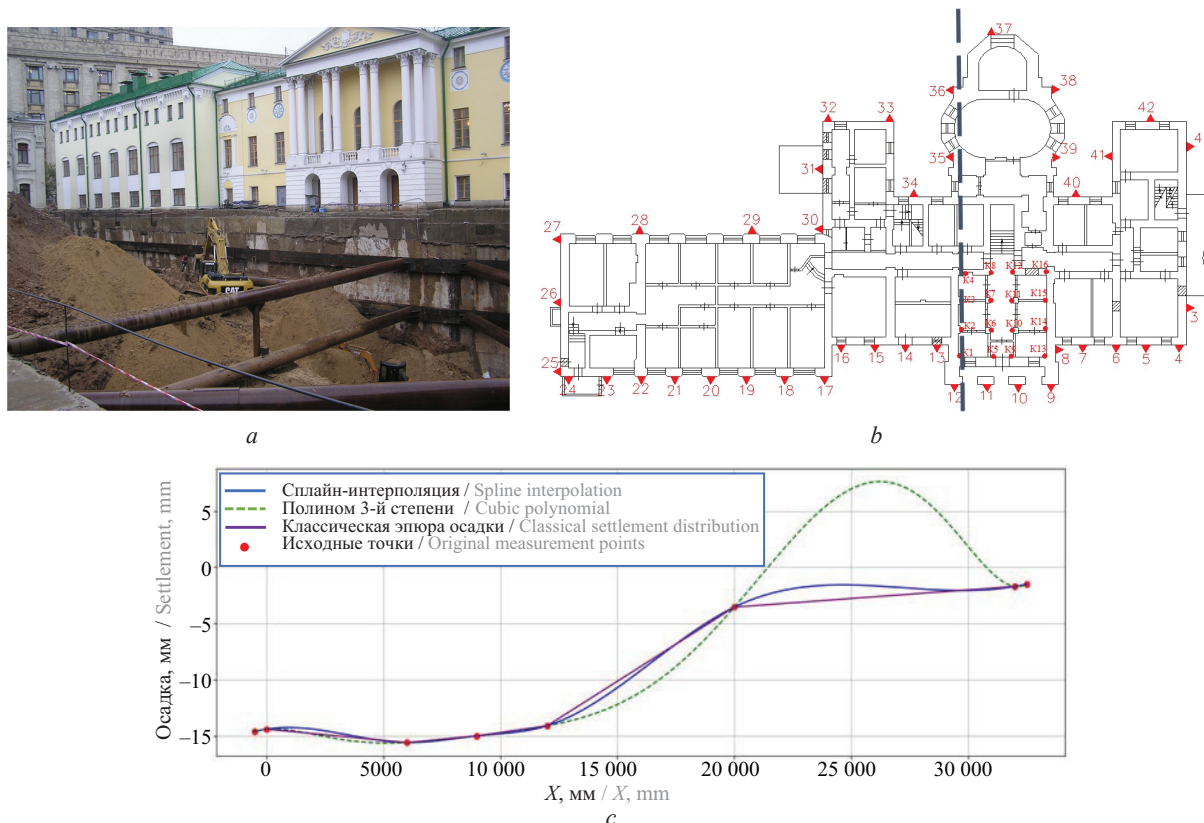 CAT
a
37
36
38
32
33
42
4
31
35
39
41
34
40
27
28
29
30
26
K8
K12
K16
K4
K3
K7
K11
K15
K2
K6
K10
K14
K1
K5
K9
K13
3
25
16
15
14
13
8
7
6
5
4
24
23
22
21
20
19
18
17
12
11
10
9
b
Сплайн-интерполяция / Spline interpolation
Полином 3-й степени / Cubic polynomial
Классическая эпюра осадки / Classical settlement distribution
Исходные точки / Original measurement points
Осадка, мм / Settlement, mm
5
0
–5
–10
–15
0
5000
10 000
15 000
20 000
25 000
30 000
X, мм / X, mm
c